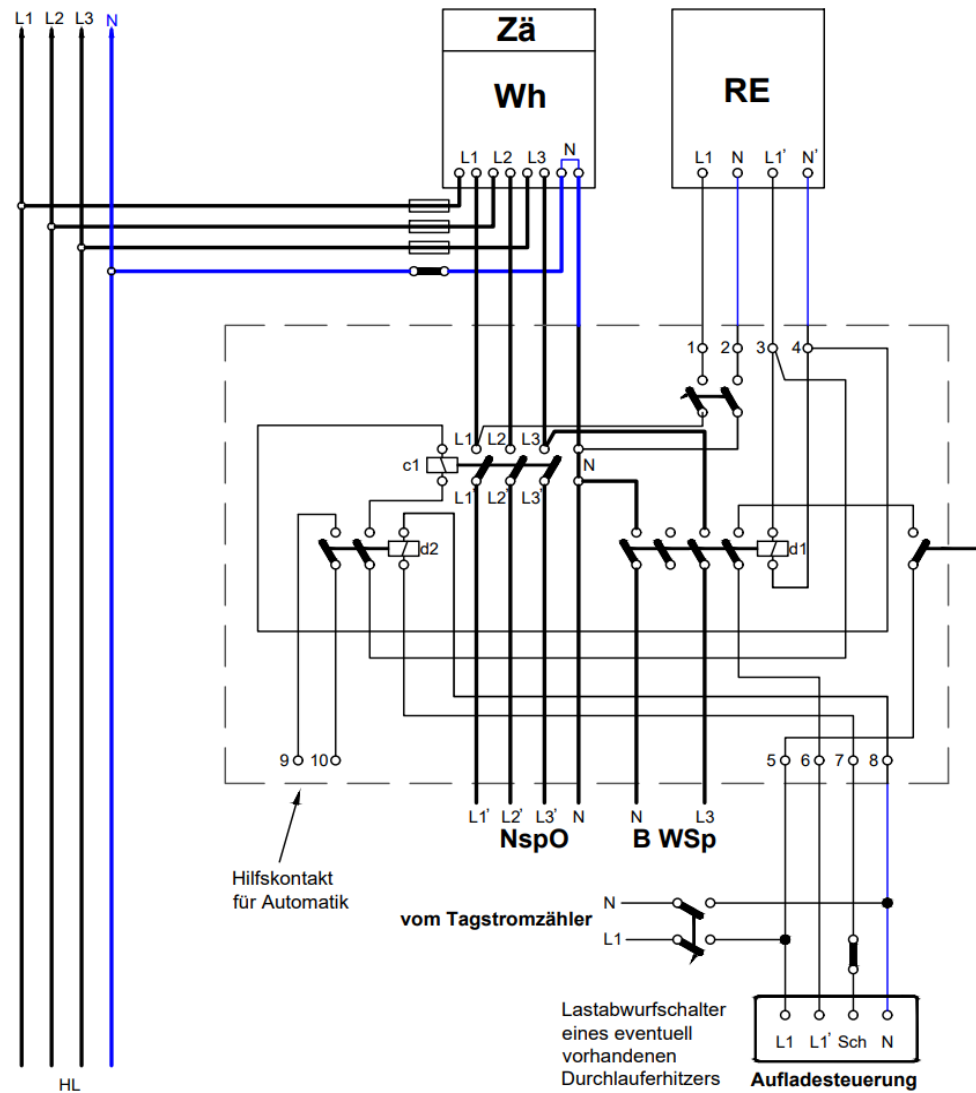 L1 L2 L3 N
Zä
Wh
L1 L2 L3 N
RE
L1 N L1' N'
1 2 3 4
L1 L2 L3
N
c1
L1' L2' L3'
d2
d1
9 10
5 6 7 8
L1' L2' L3' N
NspO
N L3
B WSp
Hilfskontakt
für Automatik
vom Tagstromzähler
N
L1
Lastabwurfschalter
eines eventuell
vorhandenen
Durchlauferhitzers
L1 L1' Sch N
Aufladesteuerung
HL